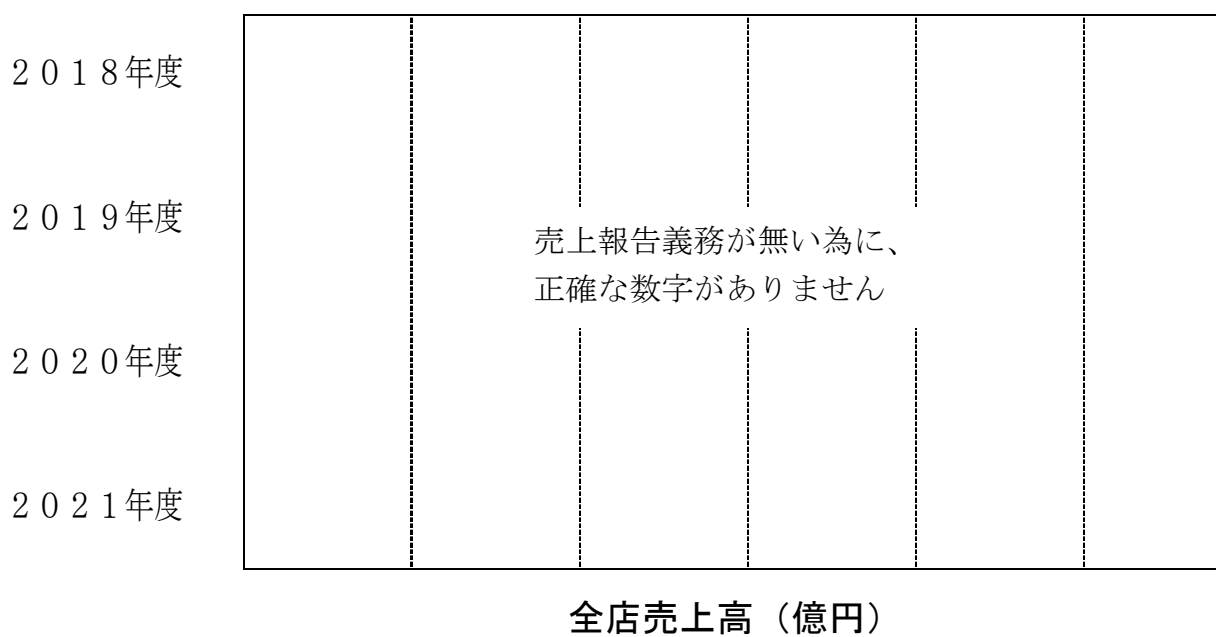 ２０１８年度
２０１９年度
売上報告義務が無い為に、
正確な数字がありません
２０２０年度
２０２１年度
全店売上高（億円）